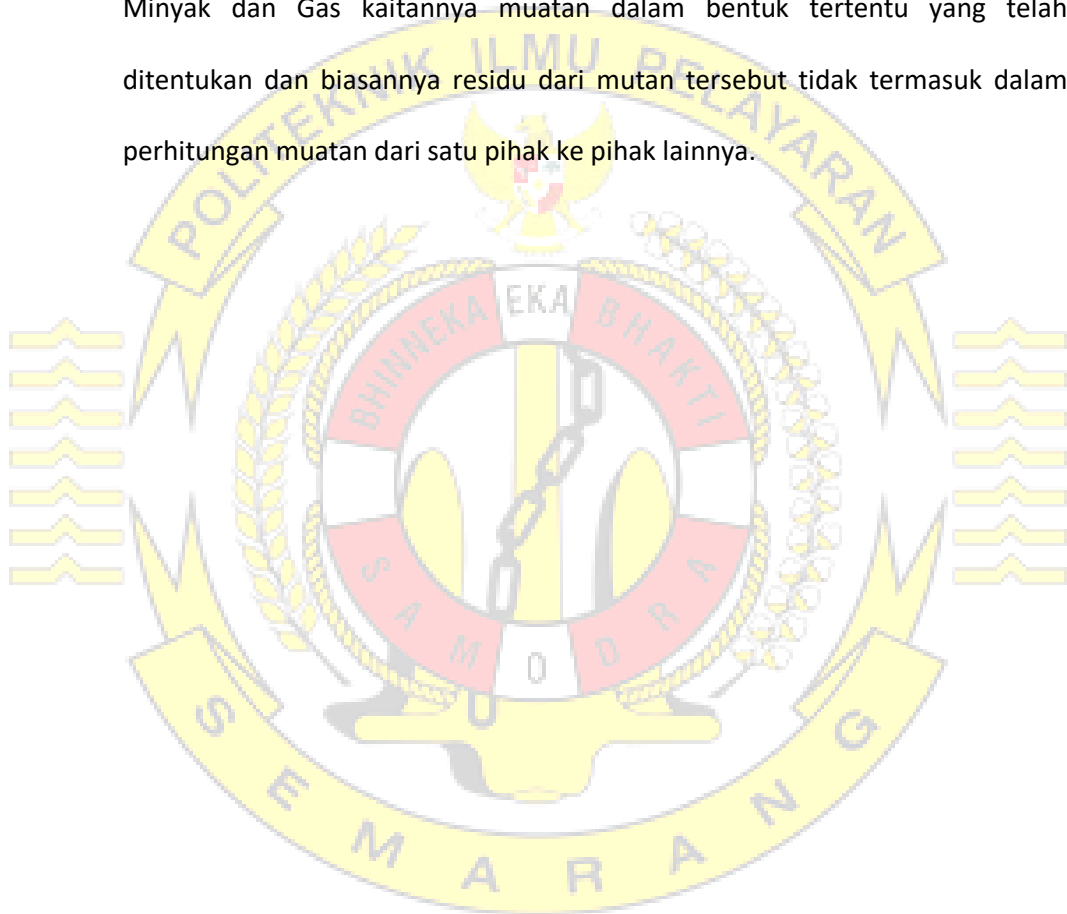 Minyak dan Gas kaitannya muatan dalam bentuk tertentu yang telah
ditentukan dan biasannya residu dari mutan tersebut tidak termasuk dalam
perhitungan muatan dari satu pihak ke pihak lainnya.
POLITEKNIK ILMU PELAYARAN
BHINNEKA EKA BHAKTI
SAMODRA
SEMARANG